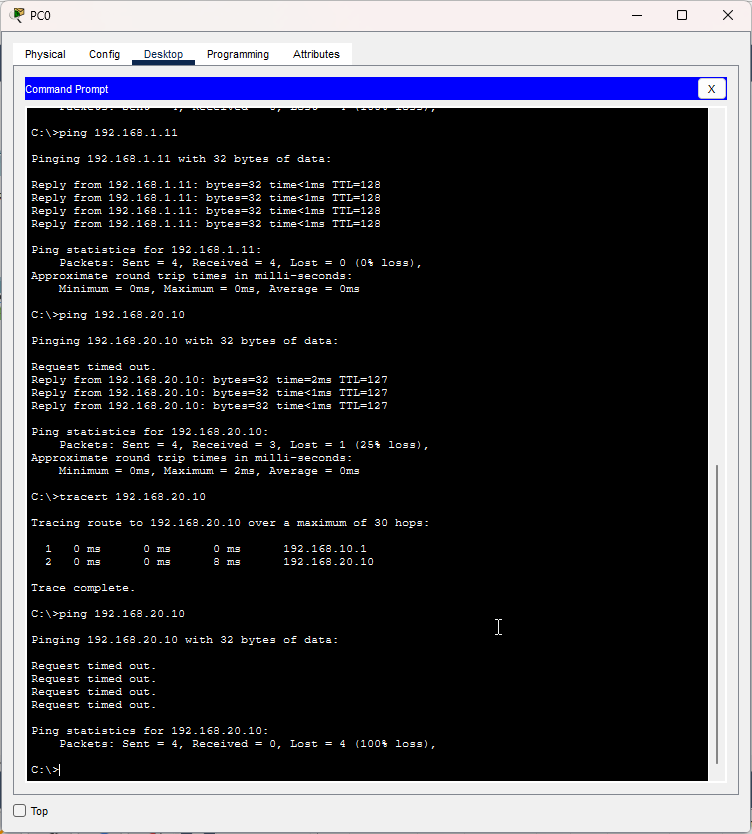 PC0
Physical Config Desktop Programming Attributes
Command Prompt X
Packets: Sent = 4, Received = 0, Lost = 4 (100% loss),
C:\>ping 192.168.1.11
Pinging 192.168.1.11 with 32 bytes of data:
Reply from 192.168.1.11: bytes=32 time<1ms TTL=128
Reply from 192.168.1.11: bytes=32 time<1ms TTL=128
Reply from 192.168.1.11: bytes=32 time<1ms TTL=128
Reply from 192.168.1.11: bytes=32 time<1ms TTL=128
Ping statistics for 192.168.1.11:
Packets: Sent = 4, Received = 4, Lost = 0 (0% loss),
Approximate round trip times in milli-seconds:
Minimum = 0ms, Maximum = 0ms, Average = 0ms
C:\>ping 192.168.20.10
Pinging 192.168.20.10 with 32 bytes of data:
Request timed out.
Reply from 192.168.20.10: bytes=32 time=2ms TTL=127
Reply from 192.168.20.10: bytes=32 time<1ms TTL=127
Reply from 192.168.20.10: bytes=32 time<1ms TTL=127
Ping statistics for 192.168.20.10:
Packets: Sent = 4, Received = 3, Lost = 1 (25% loss),
Approximate round trip times in milli-seconds:
Minimum = 0ms, Maximum = 2ms, Average = 0ms
C:\>tracert 192.168.20.10
Tracing route to 192.168.20.10 over a maximum of 30 hops:
1 0 ms 0 ms 0 ms 192.168.10.1
2 0 ms 0 ms 8 ms 192.168.20.10
Trace complete.
C:\>ping 192.168.20.10
Pinging 192.168.20.10 with 32 bytes of data:
Request timed out.
Request timed out.
Request timed out.
Request timed out.
Ping statistics for 192.168.20.10:
Packets: Sent = 4, Received = 0, Lost = 4 (100% loss),
C:\>
Top